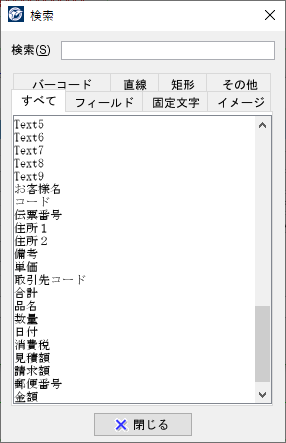 検索
検索(S)
バーコード 直線 矩形 その他
すべて フィールド 固定文字 イメージ
Text5
Text6
Text7
Text8
Text9
お客様名
コード
伝票番号
住所１
住所２
備考
単価
取引先コード
合計
品名
数量
日付
消費税
見積額
請求額
郵便番号
金額
閉じる